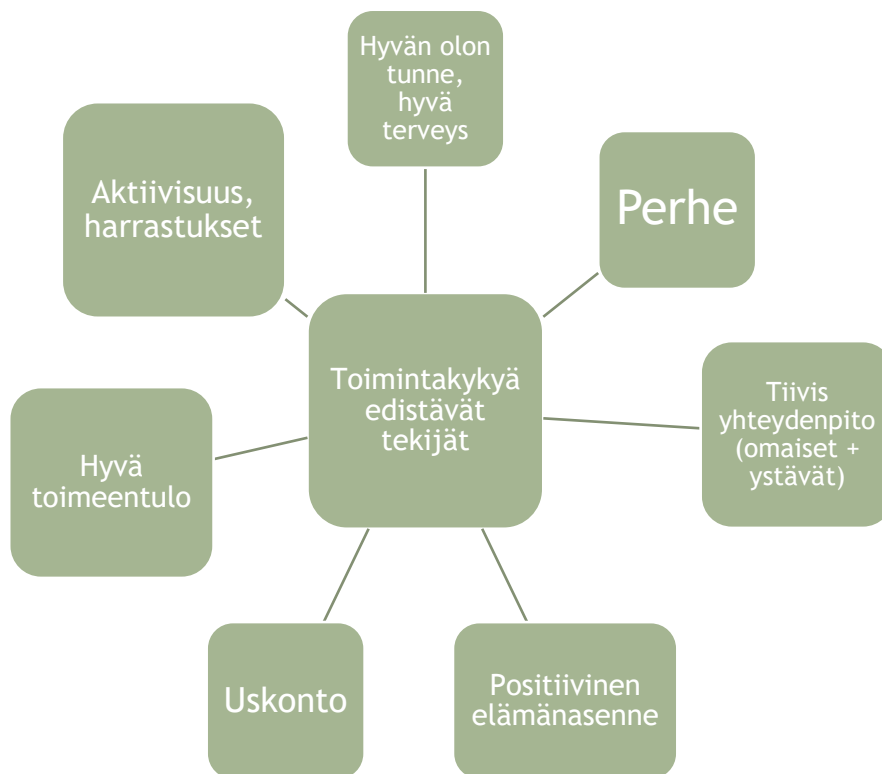 Hyvän olon
tunne,
hyvä
terveys
Perhe
Aktiivisuus,
harrastukset
Toimintakykyä
edistävät
tekijät
Tiivis
yhteydenpito
(omaiset +
ystävät)
Hyvä
toimeentulo
Positiivinen
elämänasenne
Uskonto